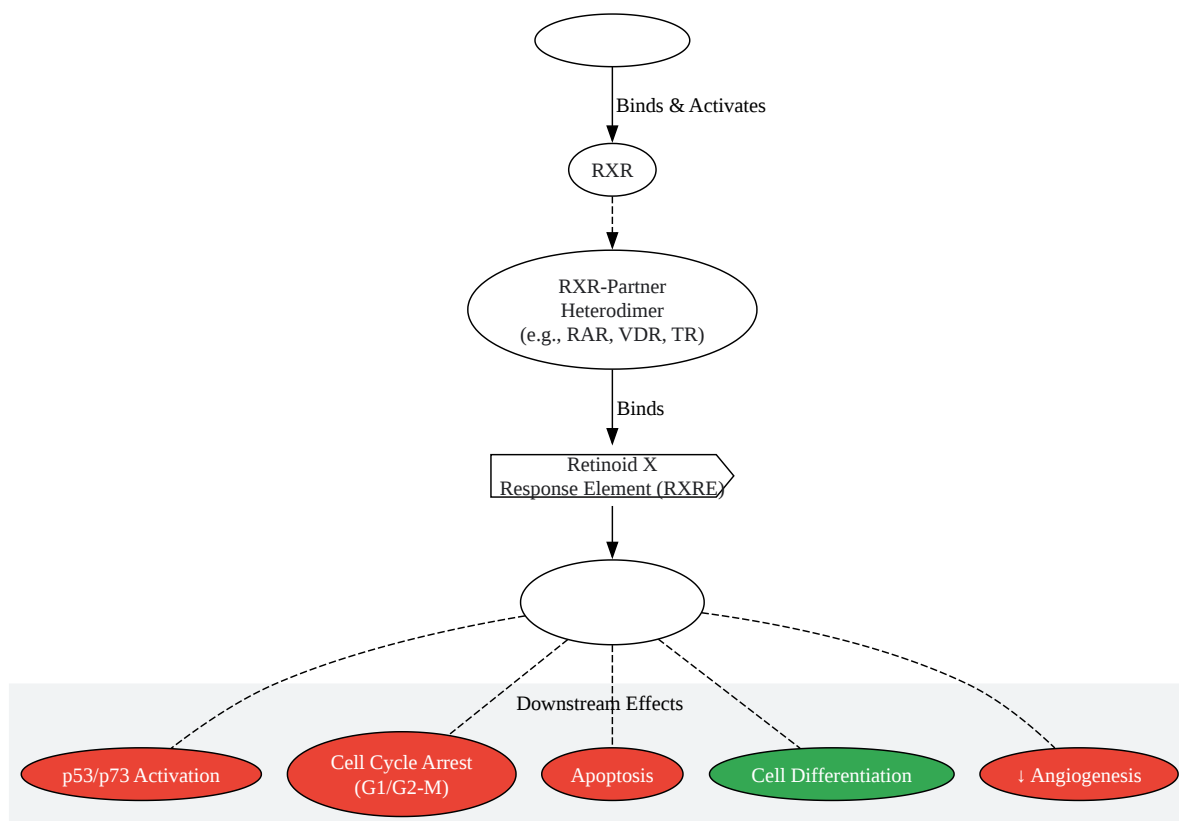 Binds & Activates
RXR
RXR-Partner
Heterodimer
(e.g., RAR, VDR, TR)
Binds
Retinoid X
Response Element (RXRE)
Downstream Effects
p53/p73 Activation
Cell Cycle Arrest
(G1/G2-M)
Apoptosis
Cell Differentiation
↓ Angiogenesis